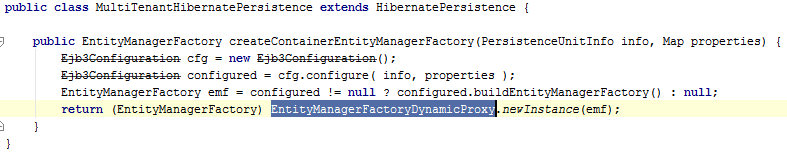 public class MultiTenantHibernatePersistence extends HibernatePersistence {
public EntityManagerFactory createContainerEntityManagerFactory(PersistenceUnitInfo info, Map properties) {
Ejb3Configuration cfg = new Ejb3Configuration();
Ejb3Configuration configured = cfg.configure( info, properties );
EntityManagerFactory emf = configured != null ? configured.buildEntityManagerFactory() : null;
return (EntityManagerFactory) EntityManagerFactoryDynamicProxy.newInstance(emf);
}
}